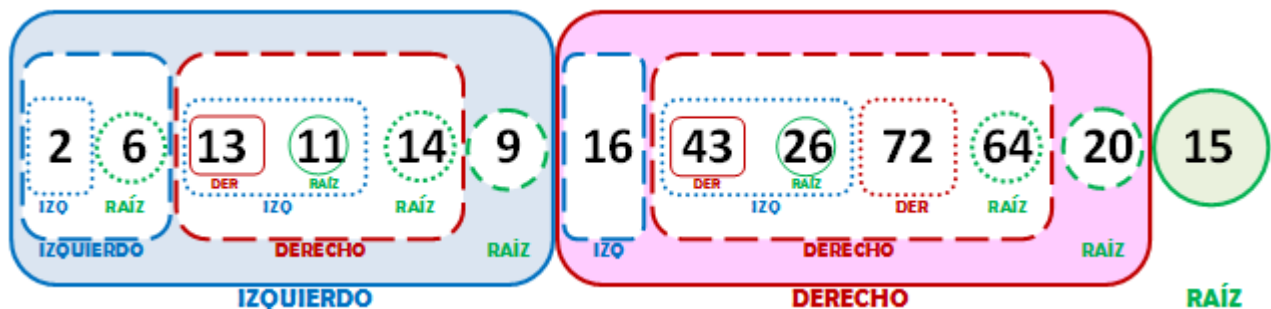 2 6 13 11 14 9 16 43 26 72 64 20 15
DER RAÍZ DER RAÍZ
IZQ RAÍZ IZQ RAÍZ IZQ DER RAÍZ
IZQUIERDO DERECHO RAÍZ IZQ DERECHO RAÍZ
IZQUIERDO DERECHO RAÍZ